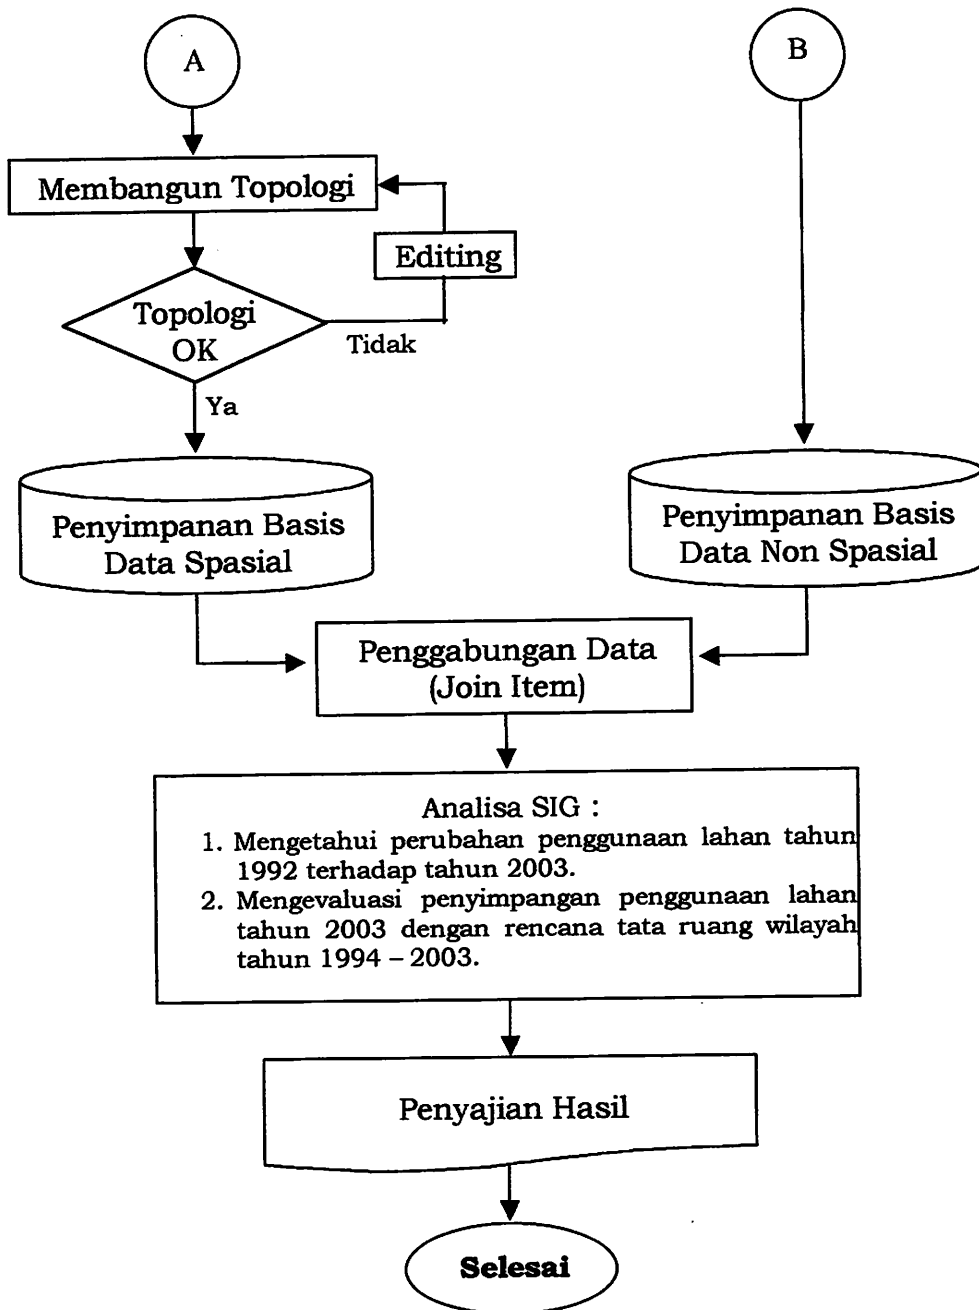 A
B
Membangun Topologi
Editing
Topologi
OK
Tidak
Ya
Penyimpanan Basis
Data Spasial
Penyimpanan Basis
Data Non Spasial
Penggabungan Data
(Join Item)
Analisa SIG :
1. Mengetahui perubahan penggunaan lahan tahun
1992 terhadap tahun 2003.
2. Mengevaluasi penyimpangan penggunaan lahan
tahun 2003 dengan rencana tata ruang wilayah
tahun 1994 – 2003.
Penyajian Hasil
Selesai